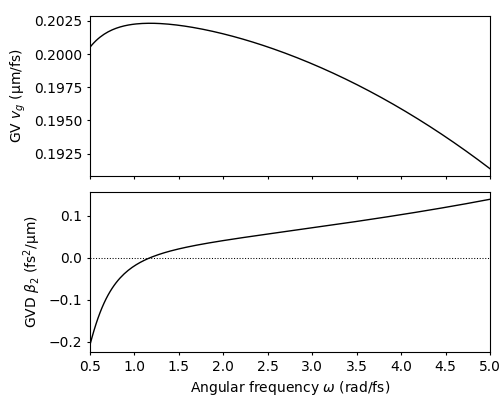 GV v_g (μm/fs)
0.2025
0.2000
0.1975
0.1950
0.1925
GVD β₂ (fs²/μm)
0.1
0.0
−0.1
−0.2
0.5 1.0 1.5 2.0 2.5 3.0 3.5 4.0 4.5 5.0
Angular frequency ω (rad/fs)